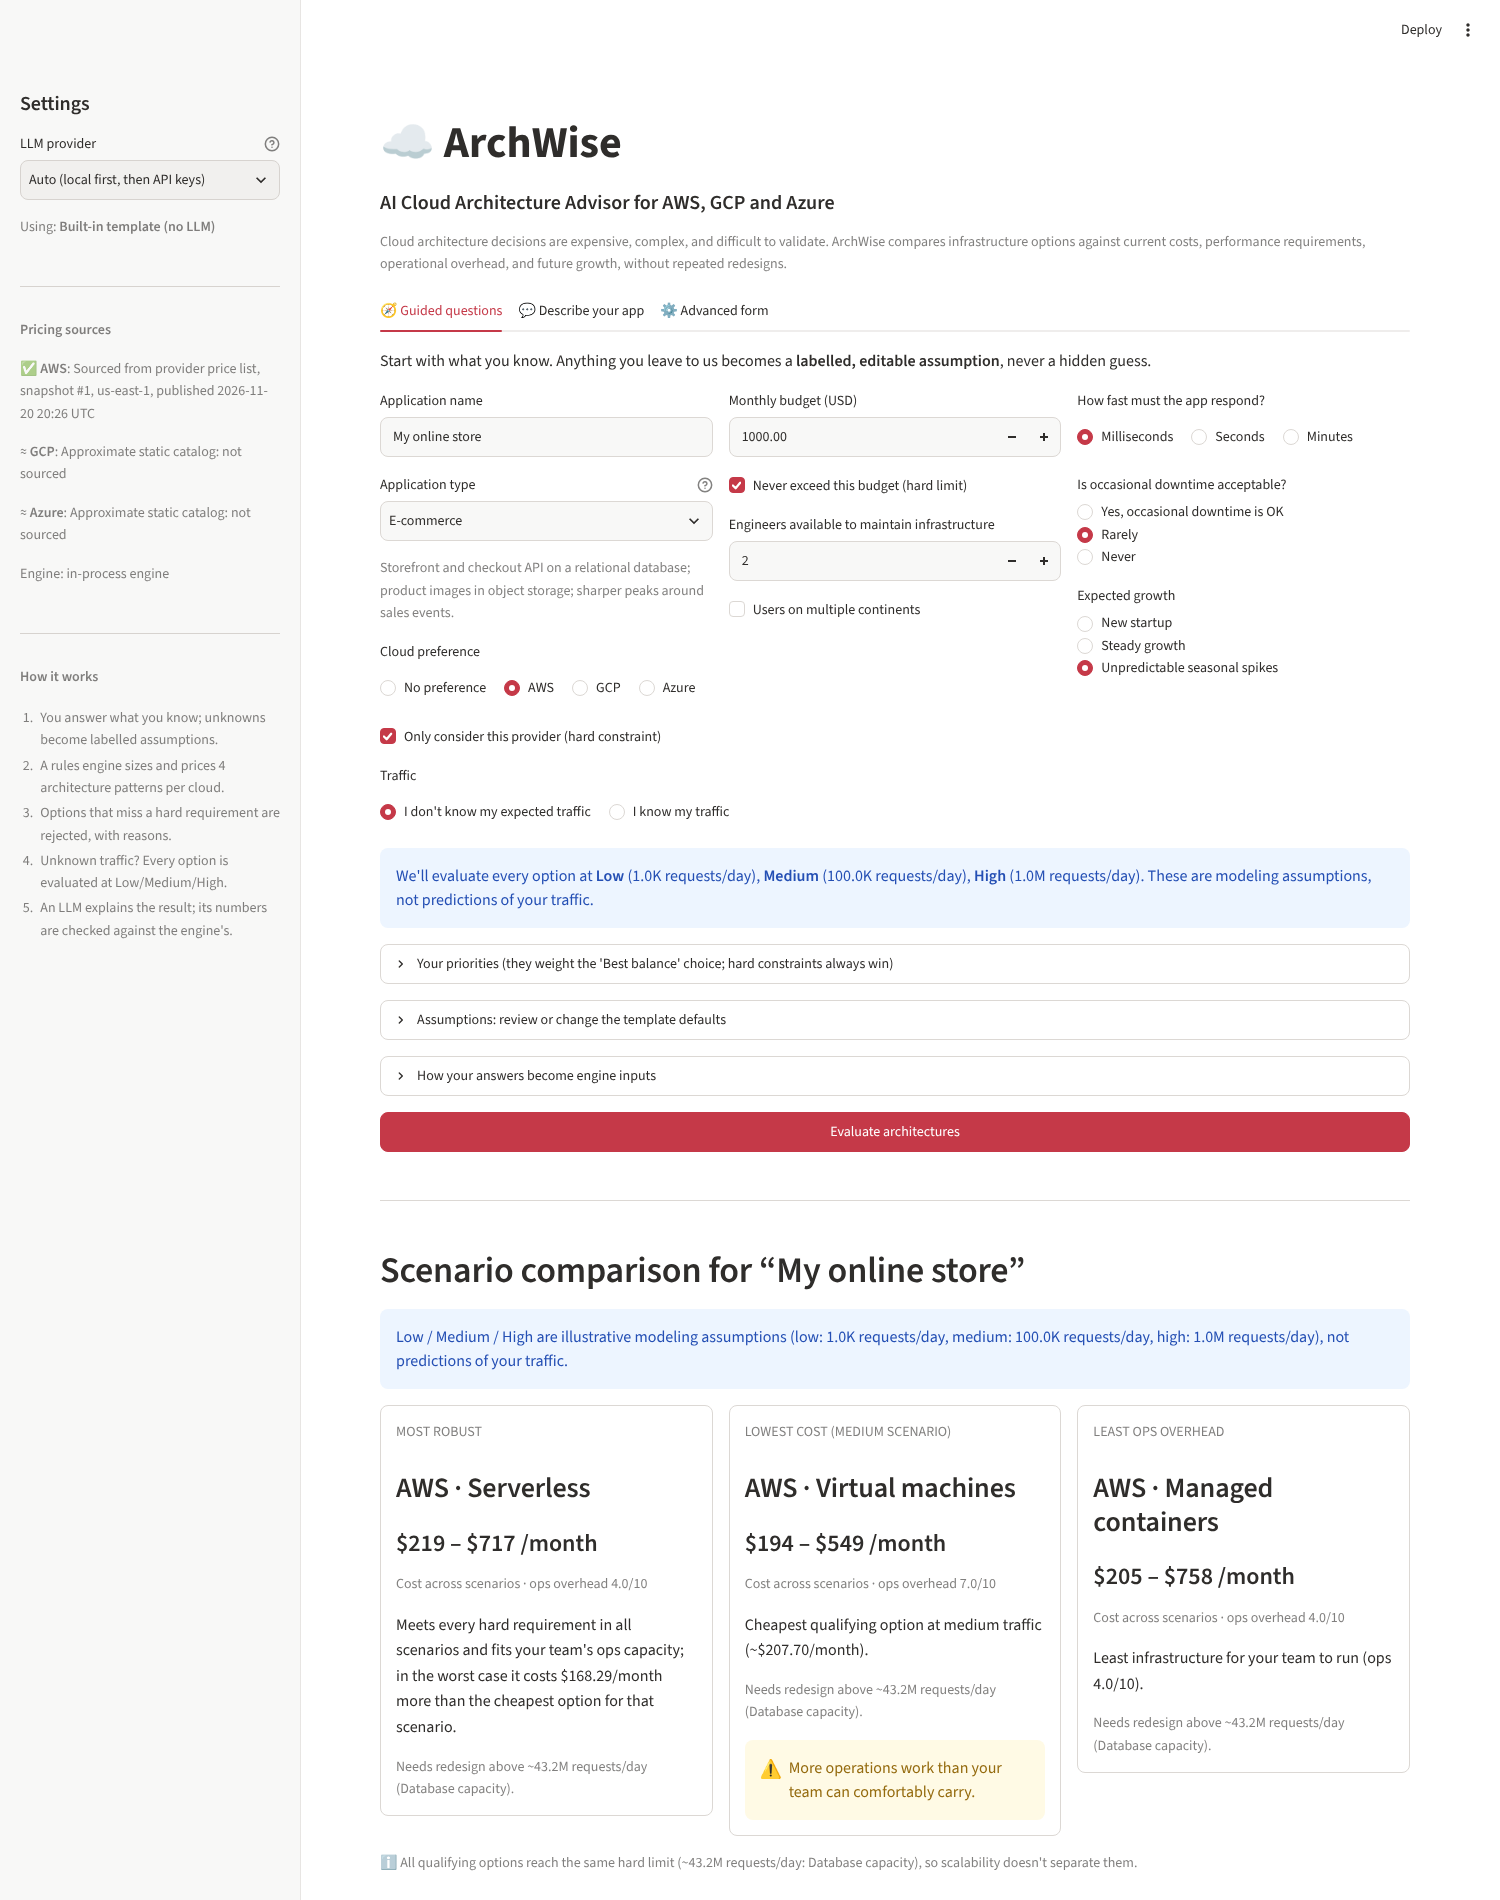 Deploy
Settings
LLM provider
Auto (local first, then API keys)
Using: Built-in template (no LLM)
Pricing sources
✅ AWS: Sourced from provider price list,
snapshot #1, us-east-1, published 2026-11-
20 20:26 UTC
≈ GCP: Approximate static catalog: not
sourced
≈ Azure: Approximate static catalog: not
sourced
Engine: in-process engine
How it works
1. You answer what you know; unknowns
become labelled assumptions.
2. A rules engine sizes and prices 4
architecture patterns per cloud.
3. Options that miss a hard requirement are
rejected, with reasons.
4. Unknown traffic? Every option is
evaluated at Low/Medium/High.
5. An LLM explains the result; its numbers
are checked against the engine's.
☁️ ArchWise
AI Cloud Architecture Advisor for AWS, GCP and Azure
Cloud architecture decisions are expensive, complex, and difficult to validate. ArchWise compares infrastructure options against current costs, performance requirements,
operational overhead, and future growth, without repeated redesigns.
🧭 Guided questions 💬 Describe your app ⚙️ Advanced form
Start with what you know. Anything you leave to us becomes a labelled, editable assumption, never a hidden guess.
Application name
My online store
Application type
E-commerce
Storefront and checkout API on a relational database;
product images in object storage; sharper peaks around
sales events.
Cloud preference
No preference AWS GCP Azure
Only consider this provider (hard constraint)
Monthly budget (USD)
1000.00
Never exceed this budget (hard limit)
Engineers available to maintain infrastructure
2
Users on multiple continents
How fast must the app respond?
Milliseconds Seconds Minutes
Is occasional downtime acceptable?
Yes, occasional downtime is OK
Rarely
Never
Expected growth
New startup
Steady growth
Unpredictable seasonal spikes
Traffic
I don't know my expected traffic I know my traffic
We'll evaluate every option at Low (1.0K requests/day), Medium (100.0K requests/day), High (1.0M requests/day). These are modeling assumptions,
not predictions of your traffic.
Your priorities (they weight the 'Best balance' choice; hard constraints always win)
Assumptions: review or change the template defaults
How your answers become engine inputs
Evaluate architectures
Scenario comparison for “My online store”
Low / Medium / High are illustrative modeling assumptions (low: 1.0K requests/day, medium: 100.0K requests/day, high: 1.0M requests/day), not
predictions of your traffic.
MOST ROBUST
AWS · Serverless
$219 – $717 /month
Cost across scenarios · ops overhead 4.0/10
Meets every hard requirement in all
scenarios and fits your team's ops capacity;
in the worst case it costs $168.29/month
more than the cheapest option for that
scenario.
Needs redesign above ~43.2M requests/day
(Database capacity).
LOWEST COST (MEDIUM SCENARIO)
AWS · Virtual machines
$194 – $549 /month
Cost across scenarios · ops overhead 7.0/10
Cheapest qualifying option at medium traffic
(~$207.70/month).
Needs redesign above ~43.2M requests/day
(Database capacity).
⚠️ More operations work than your
team can comfortably carry.
LEAST OPS OVERHEAD
AWS · Managed
containers
$205 – $758 /month
Cost across scenarios · ops overhead 4.0/10
Least infrastructure for your team to run (ops
4.0/10).
Needs redesign above ~43.2M requests/day
(Database capacity).
ℹ️ All qualifying options reach the same hard limit (~43.2M requests/day: Database capacity), so scalability doesn't separate them.